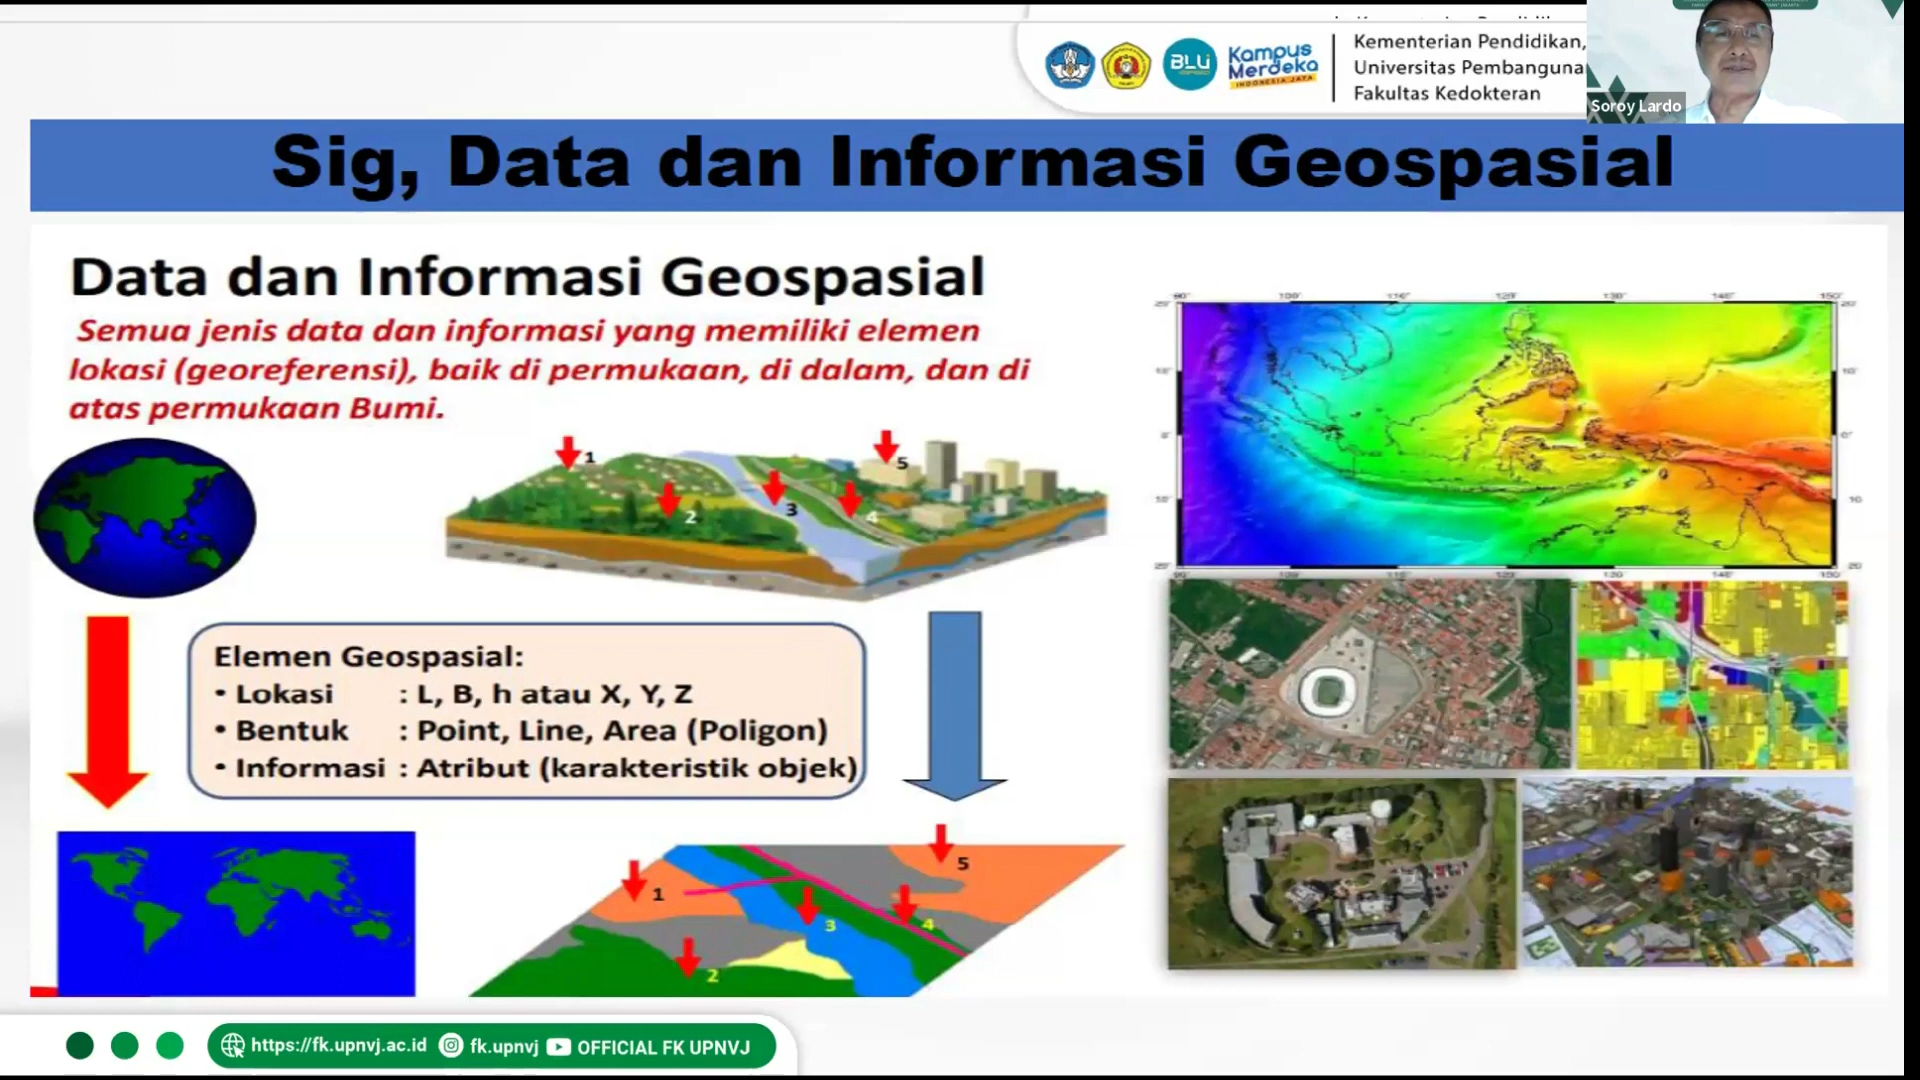 BLU
Kampus
Merdeka
INDONESIA JAYA
Kementerian Pendidikan,
Universitas Pembanguna
Fakultas Kedokteran
Soroy Lardo
Sig, Data dan Informasi Geospasial
Data dan Informasi Geospasial
Semua jenis data dan informasi yang memiliki elemen
lokasi (georeferensi), baik di permukaan, di dalam, dan di
atas permukaan Bumi.
1
2
3
4
5
Elemen Geospasial:
• Lokasi : L, B, h atau X, Y, Z
• Bentuk : Point, Line, Area (Poligon)
• Informasi : Atribut (karakteristik objek)
1
2
3
4
5
https://fk.upnvj.ac.id fk.upnvj OFFICIAL FK UPNVJ